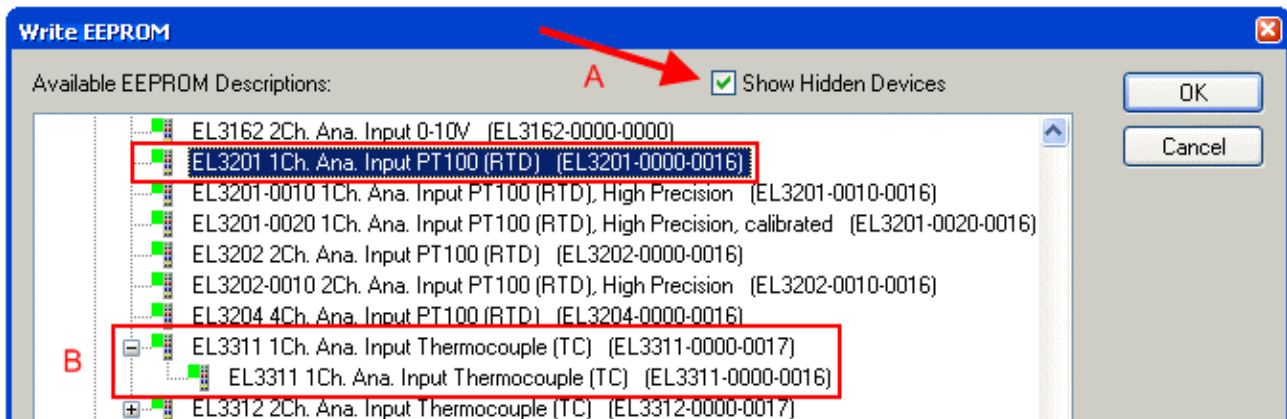 Write EEPROM
Available EEPROM Descriptions:
A
Show Hidden Devices
OK
Cancel
EL3162 2Ch. Ana. Input 0-10V (EL3162-0000-0000)
EL3201 1Ch. Ana. Input PT100 (RTD) (EL3201-0000-0016)
EL3201-0010 1Ch. Ana. Input PT100 (RTD), High Precision (EL3201-0010-0016)
EL3201-0020 1Ch. Ana. Input PT100 (RTD), High Precision, calibrated (EL3201-0020-0016)
EL3202 2Ch. Ana. Input PT100 (RTD) (EL3202-0000-0016)
EL3202-0010 2Ch. Ana. Input PT100 (RTD), High Precision (EL3202-0010-0016)
EL3204 4Ch. Ana. Input PT100 (RTD) (EL3204-0000-0016)
B
EL3311 1Ch. Ana. Input Thermocouple (TC) (EL3311-0000-0017)
EL3311 1Ch. Ana. Input Thermocouple (TC) (EL3311-0000-0016)
EL3312 2Ch. Ana. Input Thermocouple (TC) (EL3312-0000-0017)